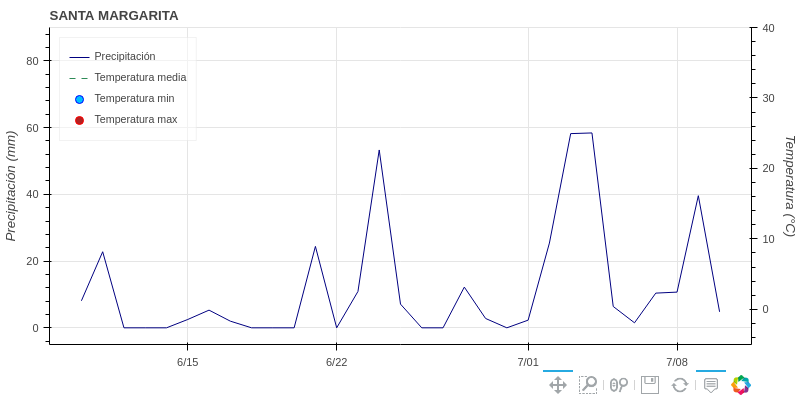 SANTA MARGARITA
Precipitación
Temperatura media
Temperatura min
Temperatura max
Precipitación (mm)
80
60
40
20
0
40
30
20
10
0
Temperatura (°C)
6/15
6/22
7/01
7/08